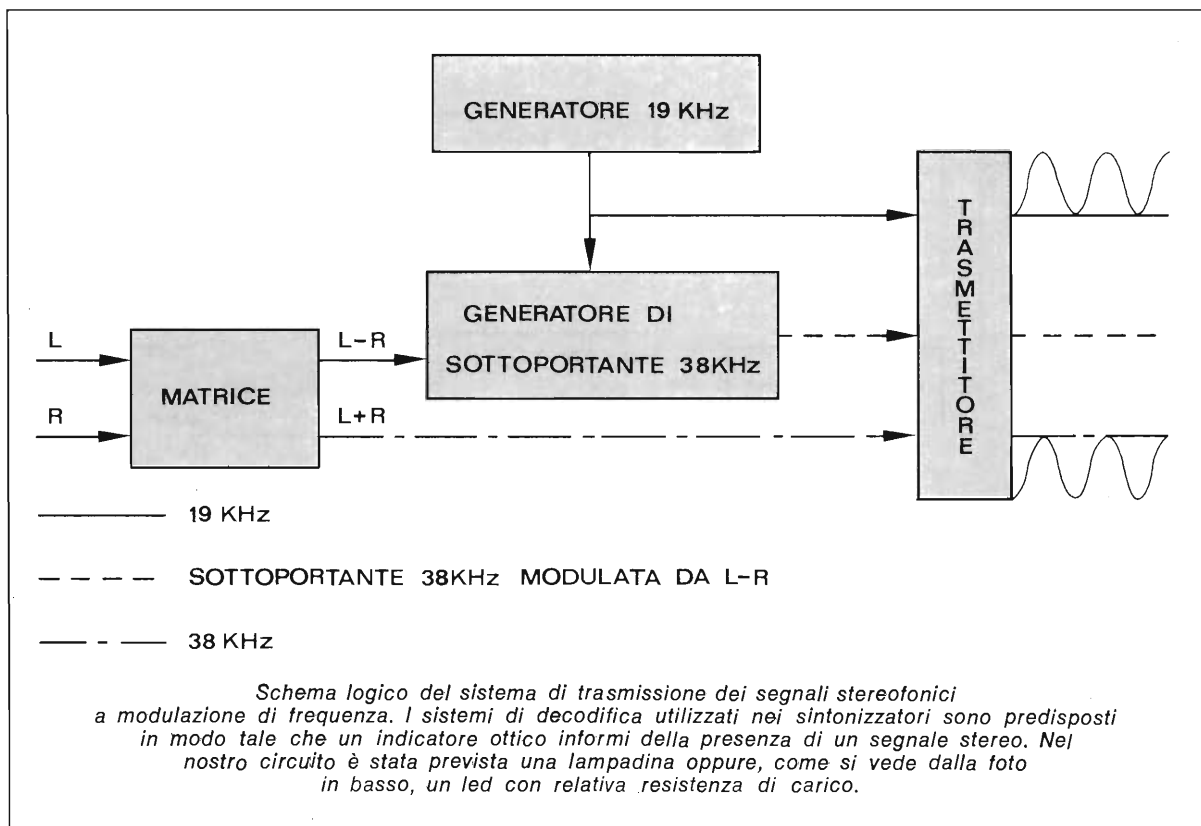 GENERATORE 19 KHz
GENERATORE DI
SOTTOPORTANTE 38KHz
TRASMETTITORE
L
R
MATRICE
L-R
L+R
19 KHz
SOTTOPORTANTE 38KHz MODULATA DA L-R
38 KHz
Schema logico del sistema di trasmissione dei segnali stereofonici
a modulazione di frequenza. I sistemi di decodifica utilizzati nei sintonizzatori sono predisposti
in modo tale che un indicatore ottico informi della presenza di un segnale stereo. Nel
nostro circuito è stata prevista una lampadina oppure, come si vede dalla foto
in basso, un led con relativa resistenza di carico.